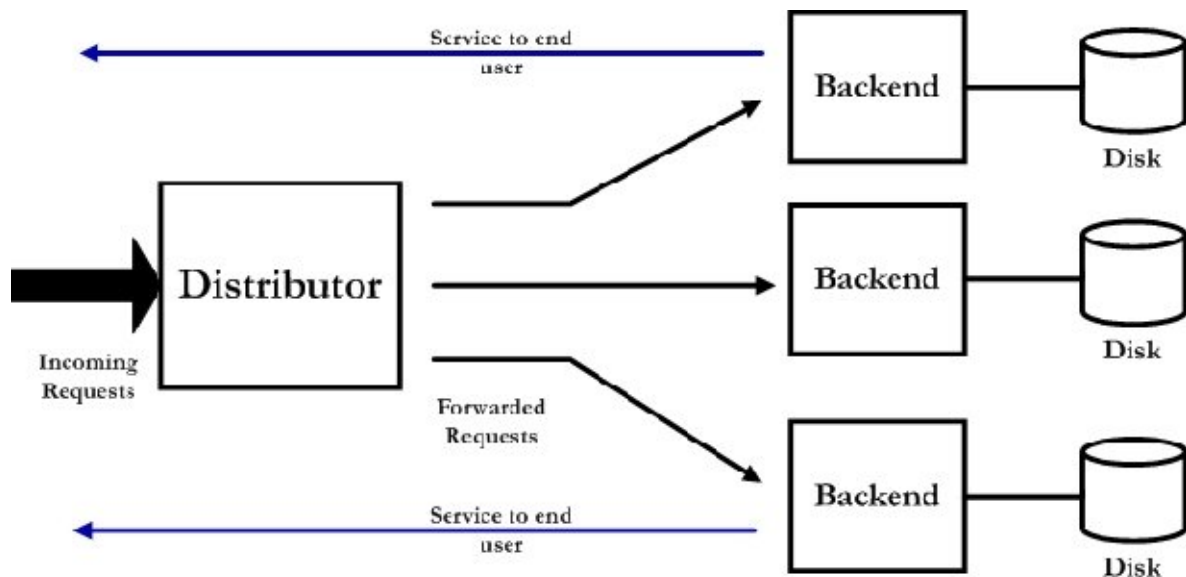 Service to end
user
Backend
Disk
Distributor
Incoming
Requests
Backend
Disk
Forwarded
Requests
Backend
Disk
Service to end
user